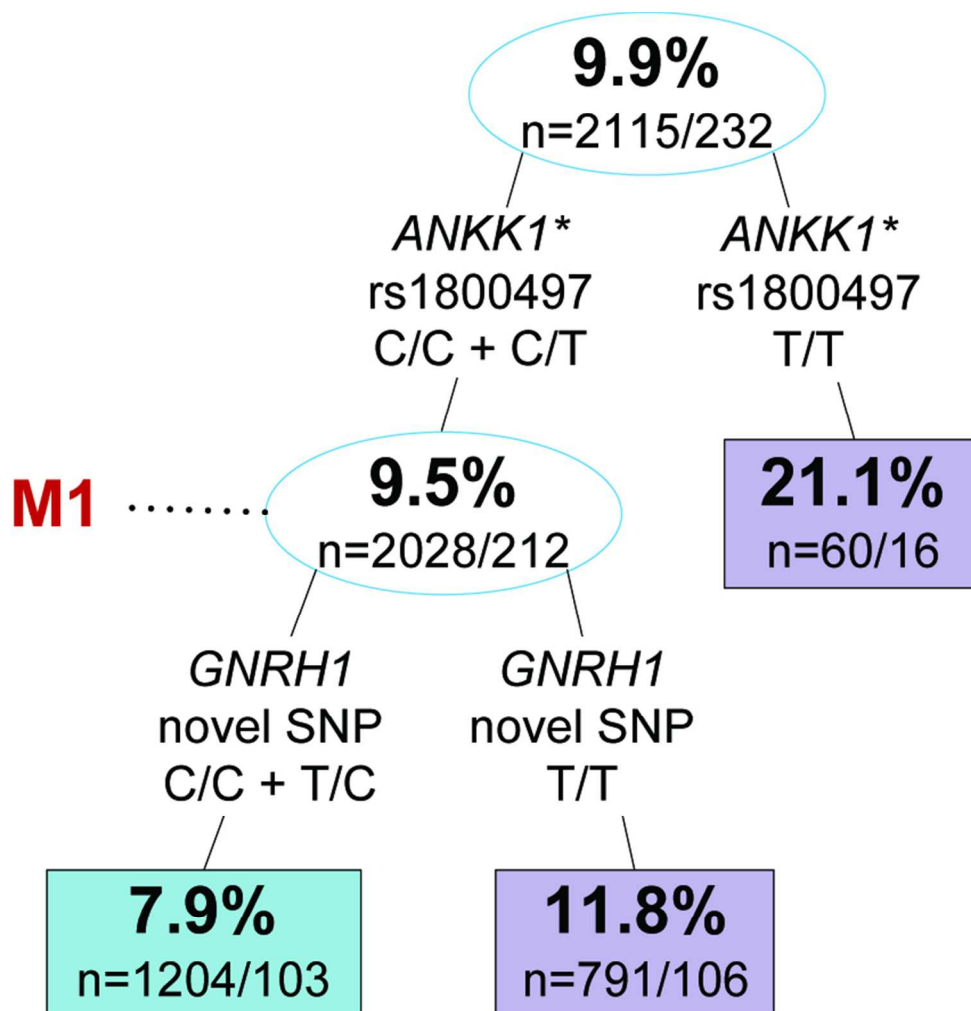 9.9%
n=2115/232
ANKK1*
rs1800497
C/C + C/T
ANKK1*
rs1800497
T/T
M1
9.5%
n=2028/212
21.1%
n=60/16
GNRH1
novel SNP
C/C + T/C
GNRH1
novel SNP
T/T
7.9%
n=1204/103
11.8%
n=791/106